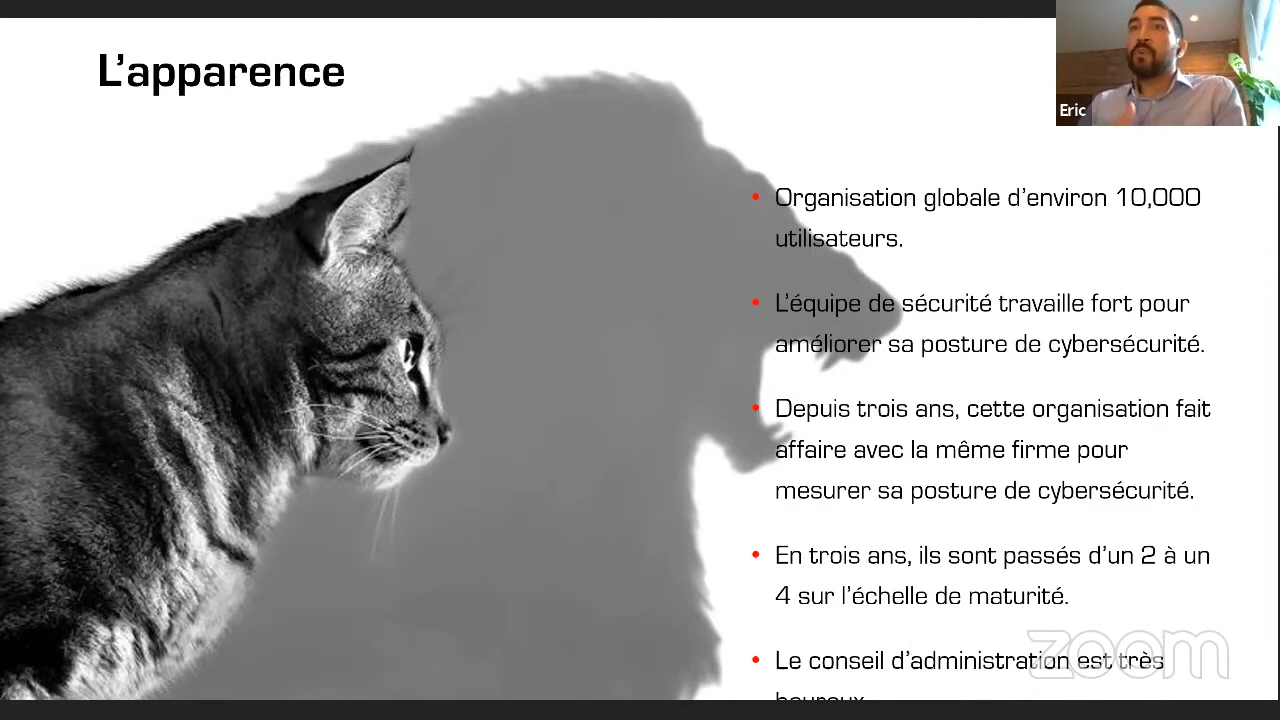 L'apparence
Eric
• Organisation globale d'environ 10,000
utilisateurs.
• L'équipe de sécurité travaille fort pour
améliorer sa posture de cybersécurité.
• Depuis trois ans, cette organisation fait
affaire avec la même firme pour
mesurer sa posture de cybersécurité.
• En trois ans, ils sont passés d'un 2 à un
4 sur l'échelle de maturité.
• Le conseil d'administration est très
zoom